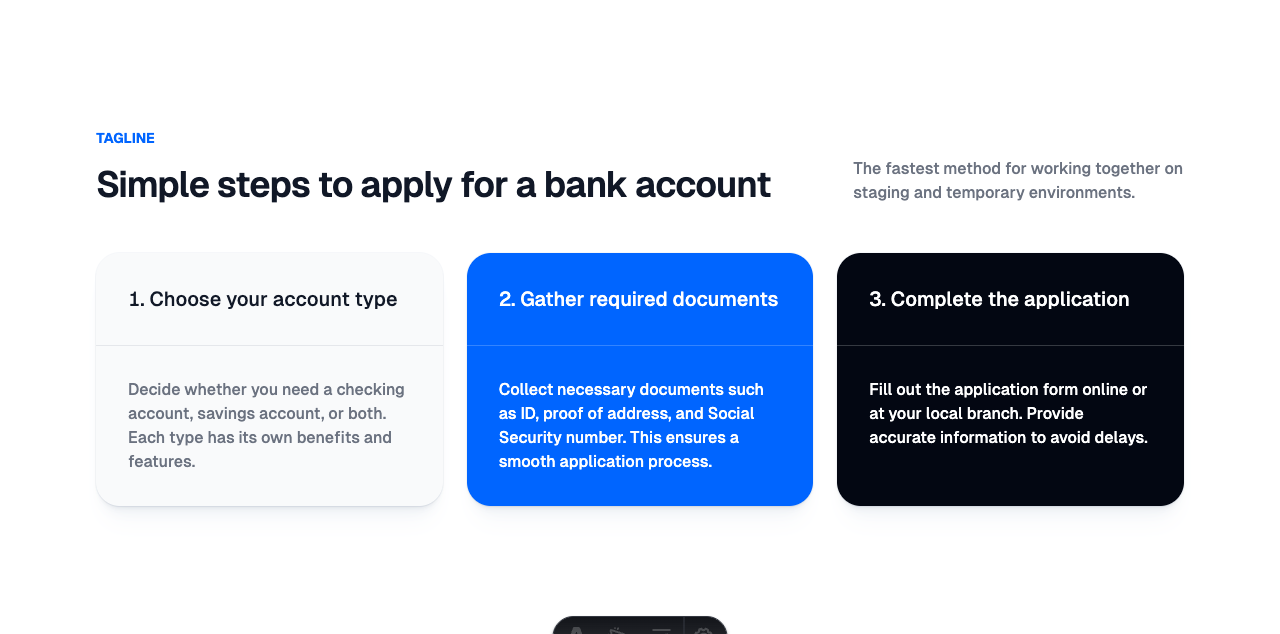 TAGLINE
Simple steps to apply for a bank account
The fastest method for working together on
staging and temporary environments.
1. Choose your account type
Decide whether you need a checking
account, savings account, or both.
Each type has its own benefits and
features.
2. Gather required documents
Collect necessary documents such
as ID, proof of address, and Social
Security number. This ensures a
smooth application process.
3. Complete the application
Fill out the application form online or
at your local branch. Provide
accurate information to avoid delays.